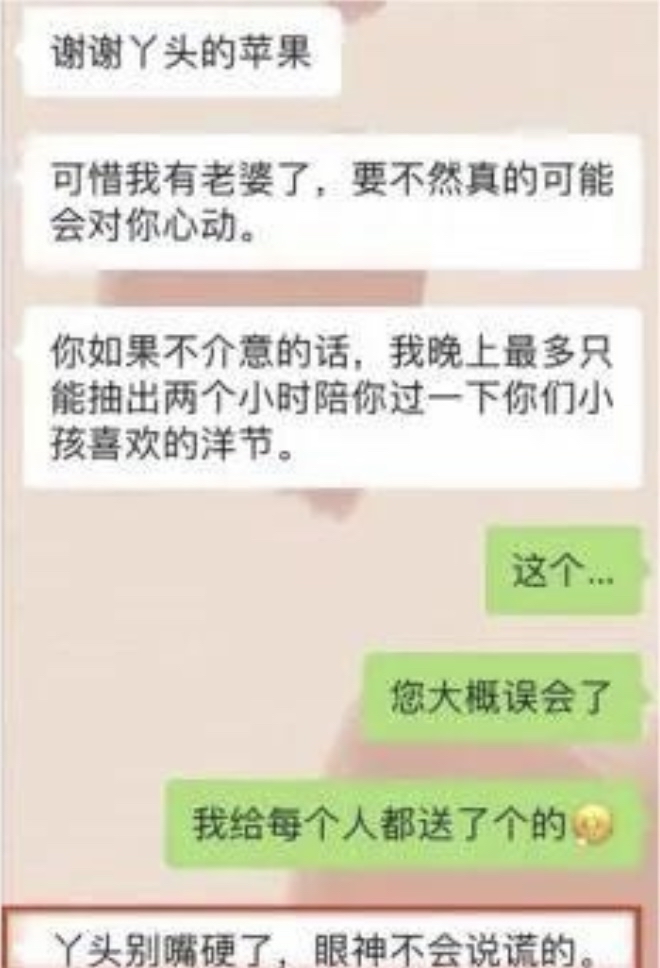 谢谢丫头的苹果
可惜我有老婆了，要不然真的可能
会对你心动。
你如果不介意的话，我晚上最多只
能抽出两个小时陪你过一下你们小
孩喜欢的洋节。
这个...
您大概误会了
我给每个人都送了个的
丫头别嘴硬了，眼神不会说谎的。